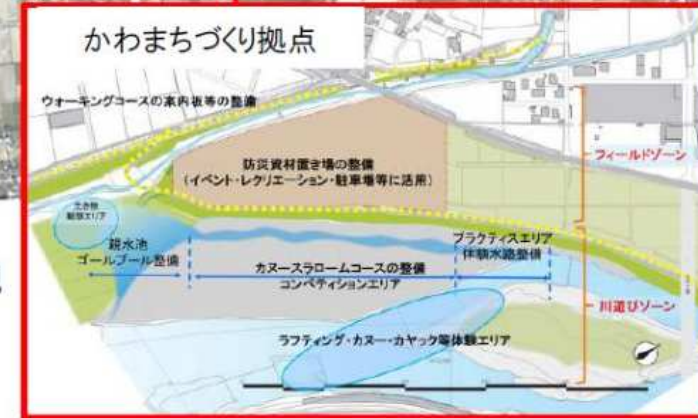 かわまちづくり拠点
ウォーキングコースの案内板等の整備
防災資材置き場の整備
(イベント・レクリエーション・駐車場等に活用)
フィールドゾーン
生き物
観察エリア
親水池
ゴールプール整備
プラクティスエリア
体験水路整備
カヌースラロームコースの整備
コンペティションエリア
川遊びゾーン
ラフティング・カヌー・カヤック等体験エリア